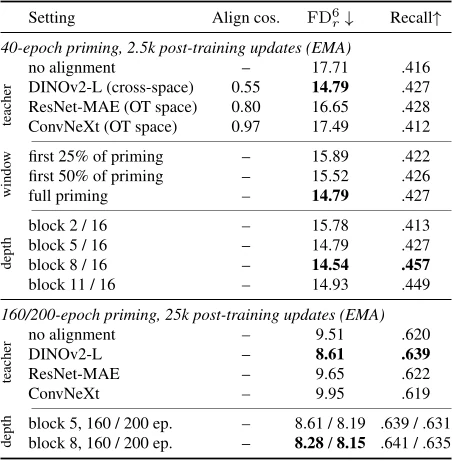 Setting Align cos. FD_r^6 ↓ Recall↑
40-epoch priming, 2.5k post-training updates (EMA)
teacher
no alignment – 17.71 .416
DINOv2-L (cross-space) 0.55 14.79 .427
ResNet-MAE (OT space) 0.80 16.65 .428
ConvNeXt (OT space) 0.97 17.49 .412
window
first 25% of priming – 15.89 .422
first 50% of priming – 15.52 .426
full priming – 14.79 .427
depth
block 2 / 16 – 15.78 .413
block 5 / 16 – 14.79 .427
block 8 / 16 – 14.54 .457
block 11 / 16 – 14.93 .449
160/200-epoch priming, 25k post-training updates (EMA)
teacher
no alignment – 9.51 .620
DINOv2-L – 8.61 .639
ResNet-MAE – 9.65 .622
ConvNeXt – 9.95 .619
depth
block 5, 160 / 200 ep. – 8.61 / 8.19 .639 / .631
block 8, 160 / 200 ep. – 8.28 / 8.15 .641 / .635